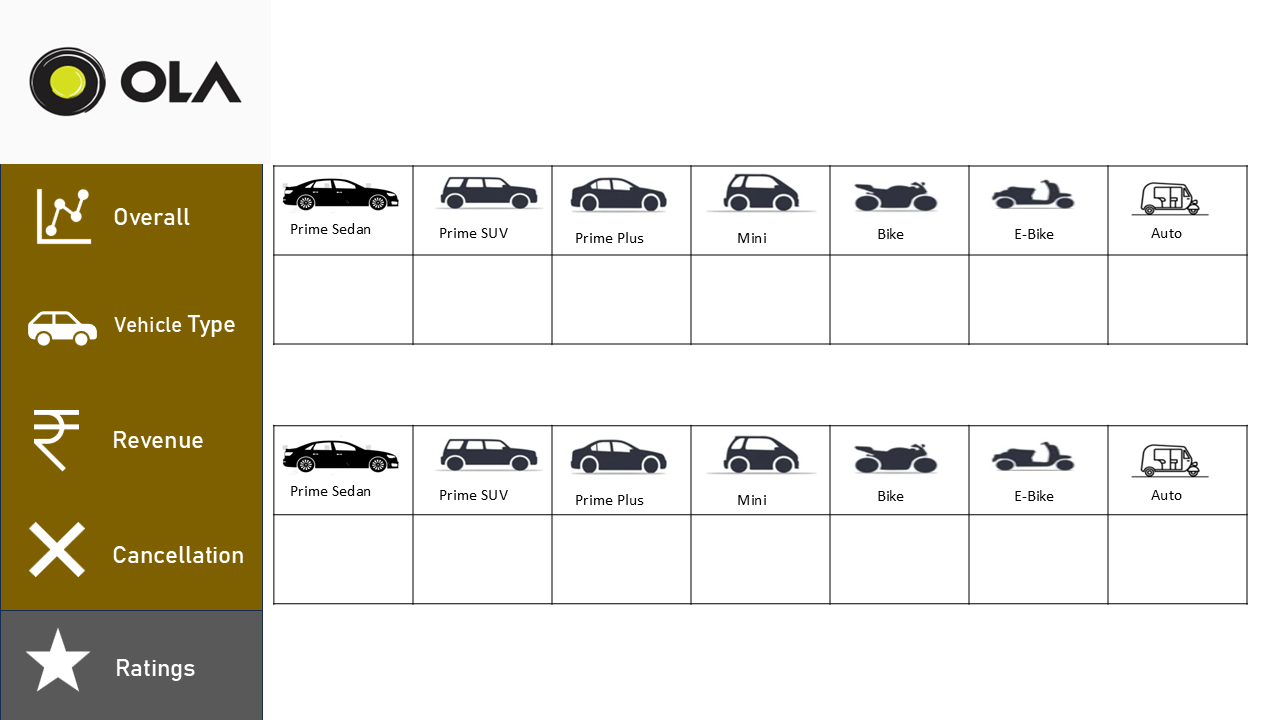 OLA
Overall
Vehicle Type
Revenue
Cancellation
Ratings
Prime Sedan
Prime SUV
Prime Plus
Mini
Bike
E-Bike
Auto
Prime Sedan
Prime SUV
Prime Plus
Mini
Bike
E-Bike
Auto